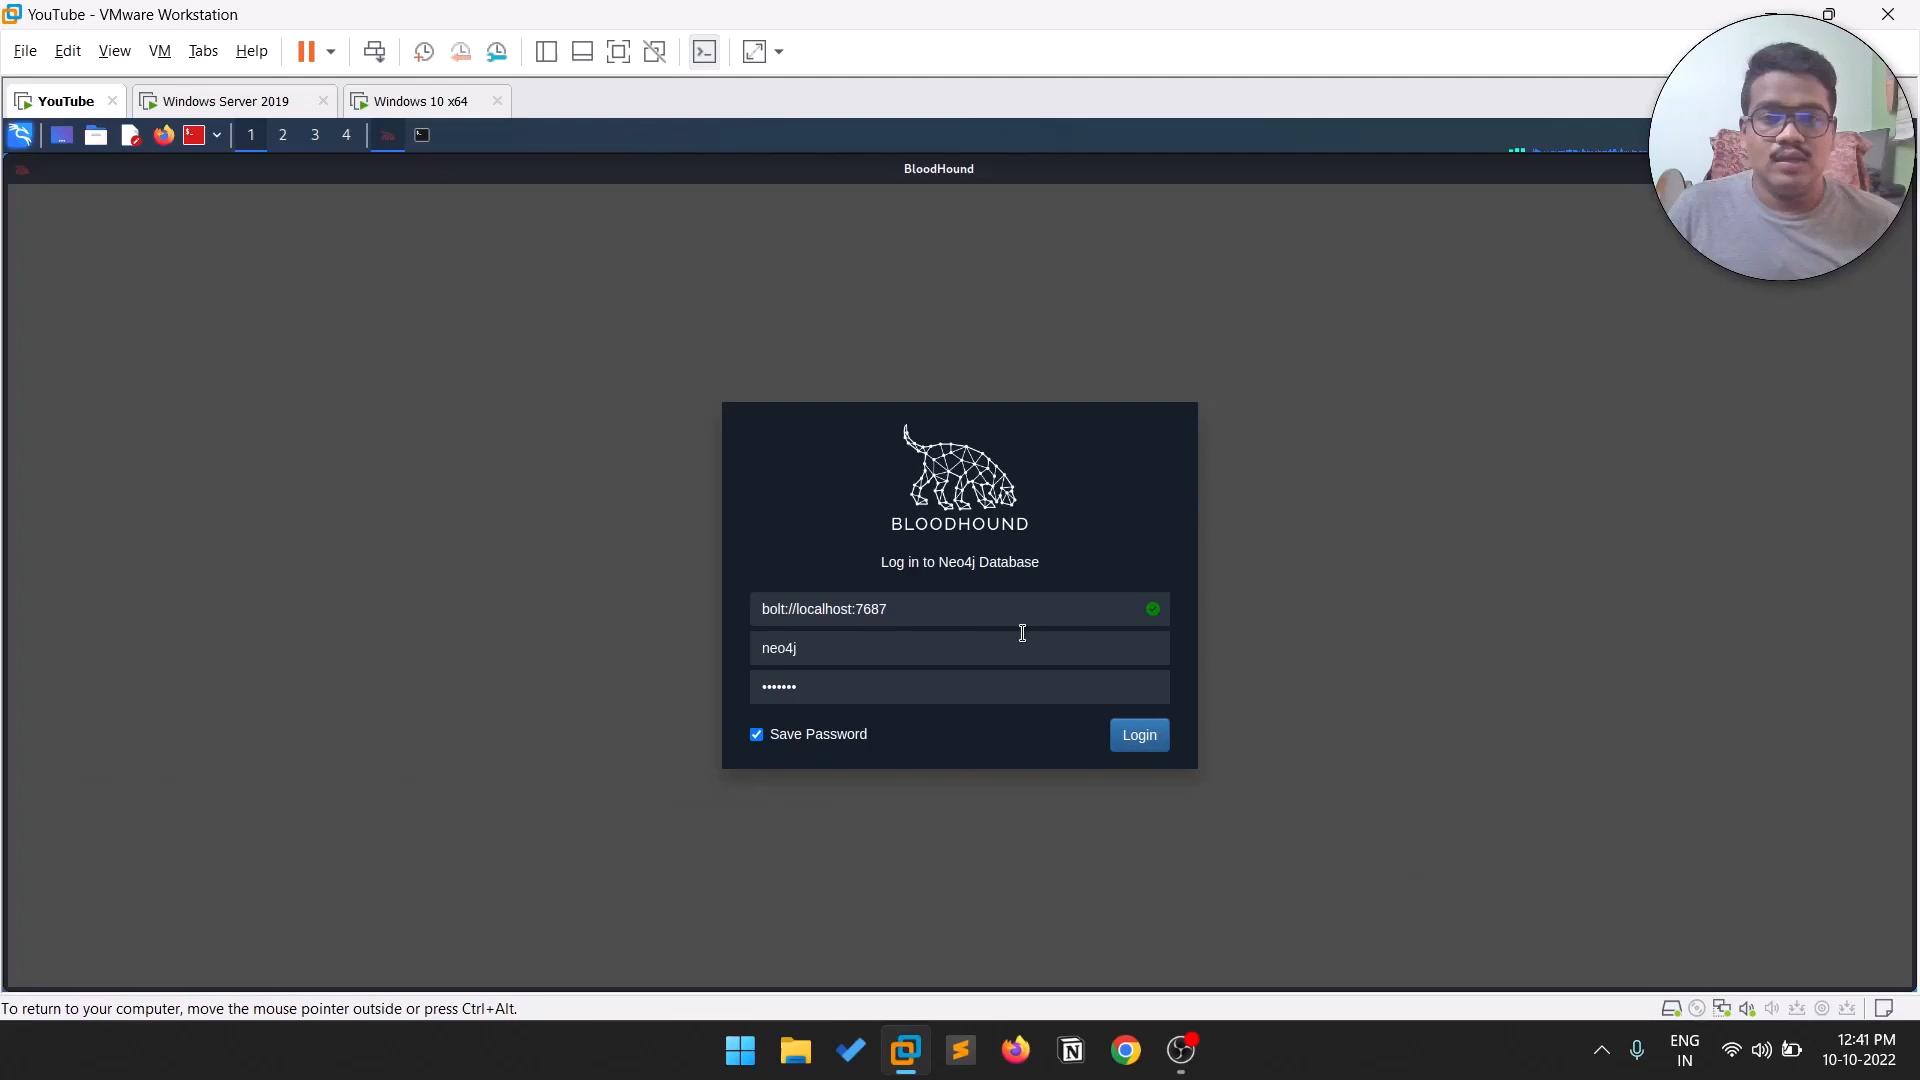 YouTube - VMware Workstation
File Edit View VM Tabs Help
YouTube Windows Server 2019 Windows 10 x64
1 2 3 4
BloodHound
BLOODHOUND
Log in to Neo4j Database
bolt://localhost:7687
neo4j
•••••••
Save Password Login
To return to your computer, move the mouse pointer outside or press Ctrl+Alt.
ENG
IN
12:41 PM
10-10-2022